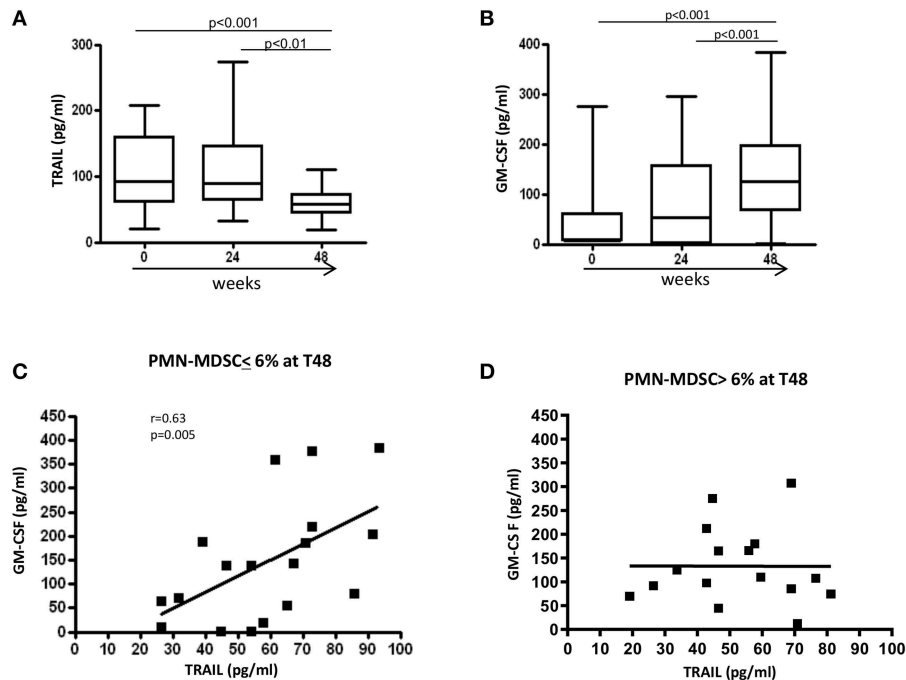 A
p<0.001
p<0.01
TRAIL (pg/ml)
300
200
100
0
0 24 48
weeks
B
p<0.001
p<0.001
GM-CSF (pg/ml)
400
300
200
100
0
0 24 48
weeks
C
PMN-MDSC≤ 6% at T48
r=0.63
p=0.005
GM-CSF (pg/ml)
450
400
350
300
250
200
150
100
50
0
0 10 20 30 40 50 60 70 80 90 100
TRAIL (pg/ml)
D
PMN-MDSC> 6% at T48
GM-CS F (pg/ml)
450
400
350
300
250
200
150
100
50
0
0 10 20 30 40 50 60 70 80 90 100
TRAIL (pg/ml)